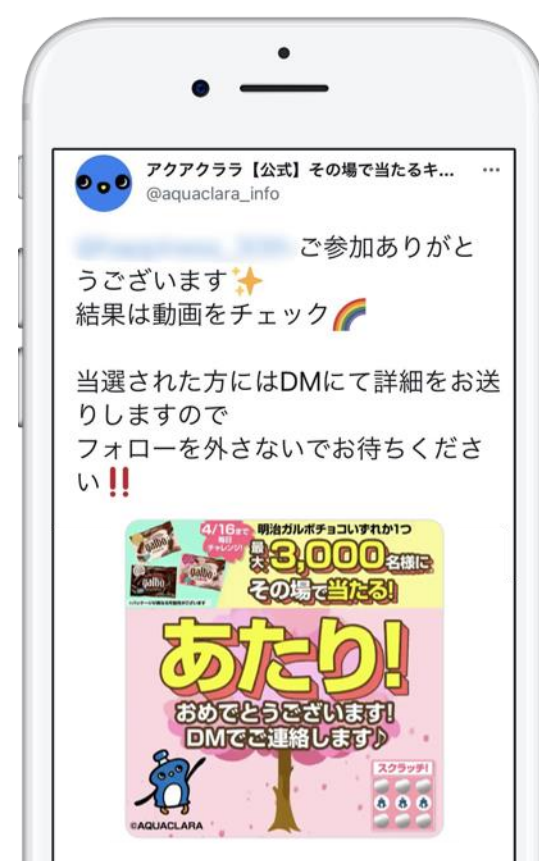 アクアクララ【公式】その場で当たるキ... ...
@aquaclara_info
ご参加ありがと
うございます✨
結果は動画をチェック🌈
当選された方にはDMにて詳細をお送
りしますので
フォローを外さないでお待ちくださ
い‼️
4/16まで
毎日
チャレンジ!
明治ガルボチョコいずれか1つ
最大3,000名様に
その場で当たる!
galbo
galbo
galbo
あたり!
おめでとうございます!
DMでご連絡します♪
スクラッチ!
©AQUACLARA